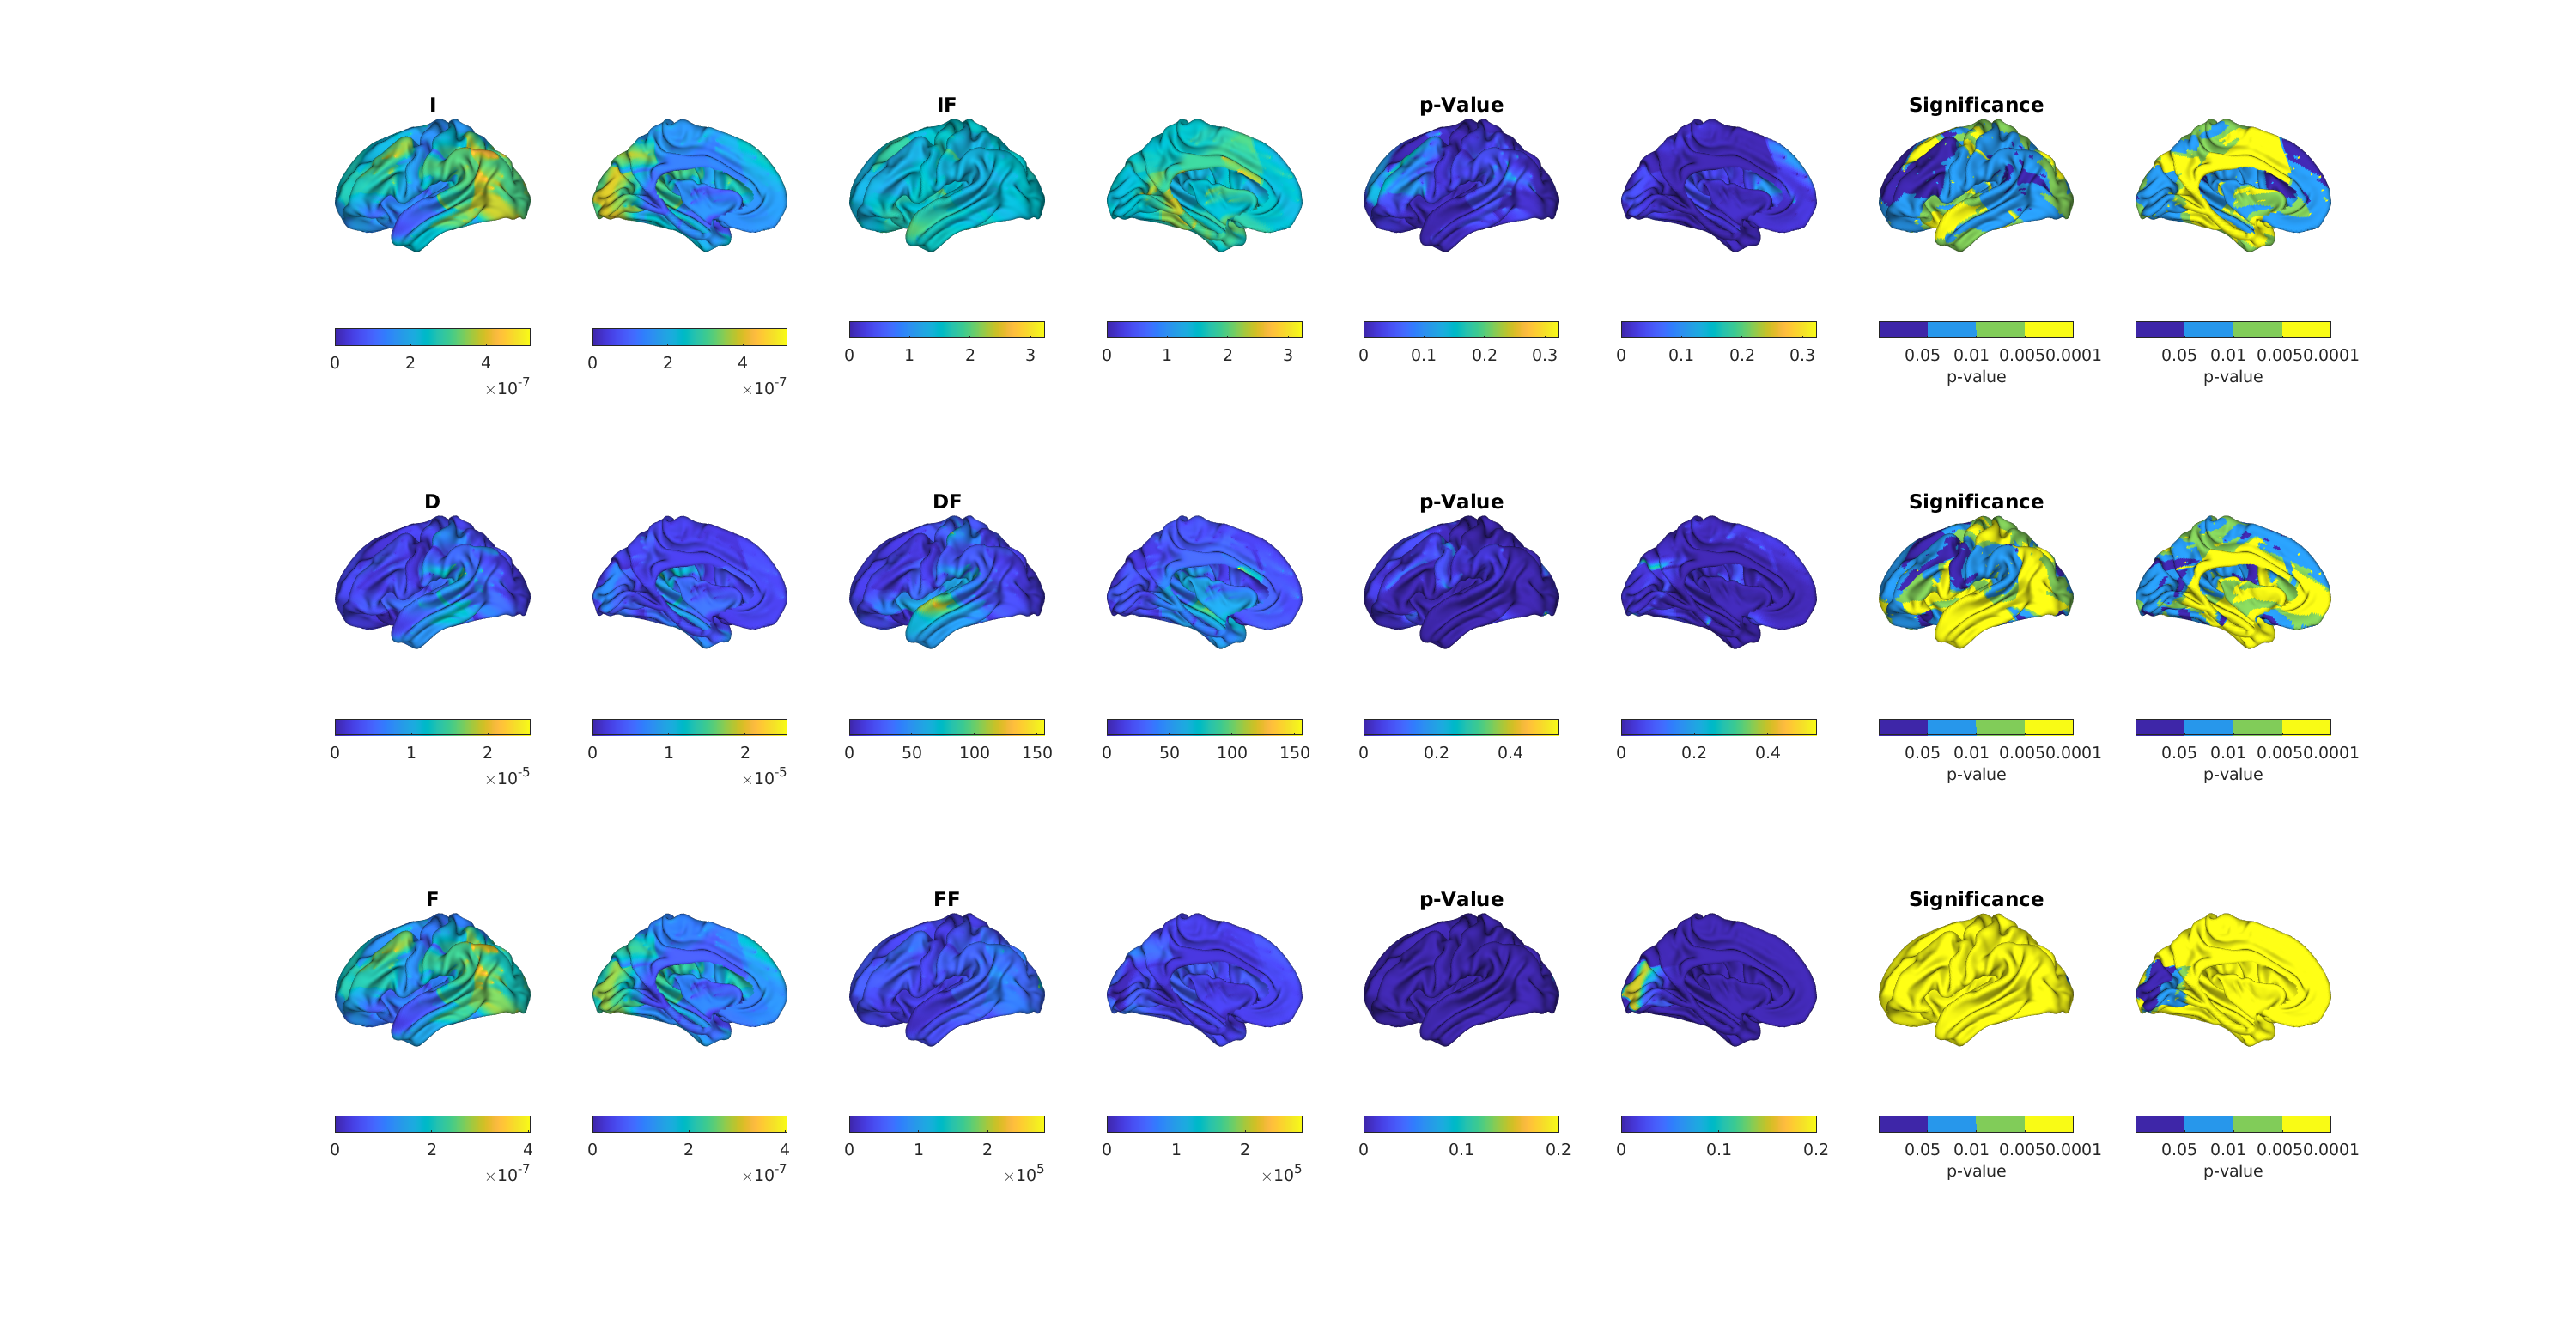 I IF p-Value Significance
0 2 4 0 2 4 0 1 2 3 0 1 2 3 0 0.1 0.2 0.3 0 0.1 0.2 0.3 0.05 0.01 0.0050.0001 0.05 0.01 0.0050.0001
×10-7 ×10-7 p-value p-value
D DF p-Value Significance
0 1 2 0 1 2 0 50 100 150 0 50 100 150 0 0.2 0.4 0 0.2 0.4 0.05 0.01 0.0050.0001 0.05 0.01 0.0050.0001
×10-5 ×10-5 p-value p-value
F FF p-Value Significance
0 2 4 0 2 4 0 1 2 0 1 2 0 0.1 0.2 0 0.1 0.2 0.05 0.01 0.0050.0001 0.05 0.01 0.0050.0001
×10-7 ×10-7 ×105 ×105 p-value p-value